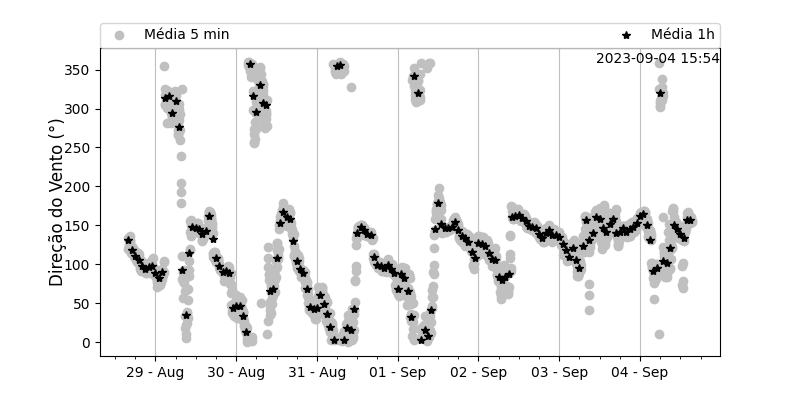 Média 5 min
Média 1h
2023-09-04 15:54
Direção do Vento (°)
350
300
250
200
150
100
50
0
29 - Aug
30 - Aug
31 - Aug
01 - Sep
02 - Sep
03 - Sep
04 - Sep